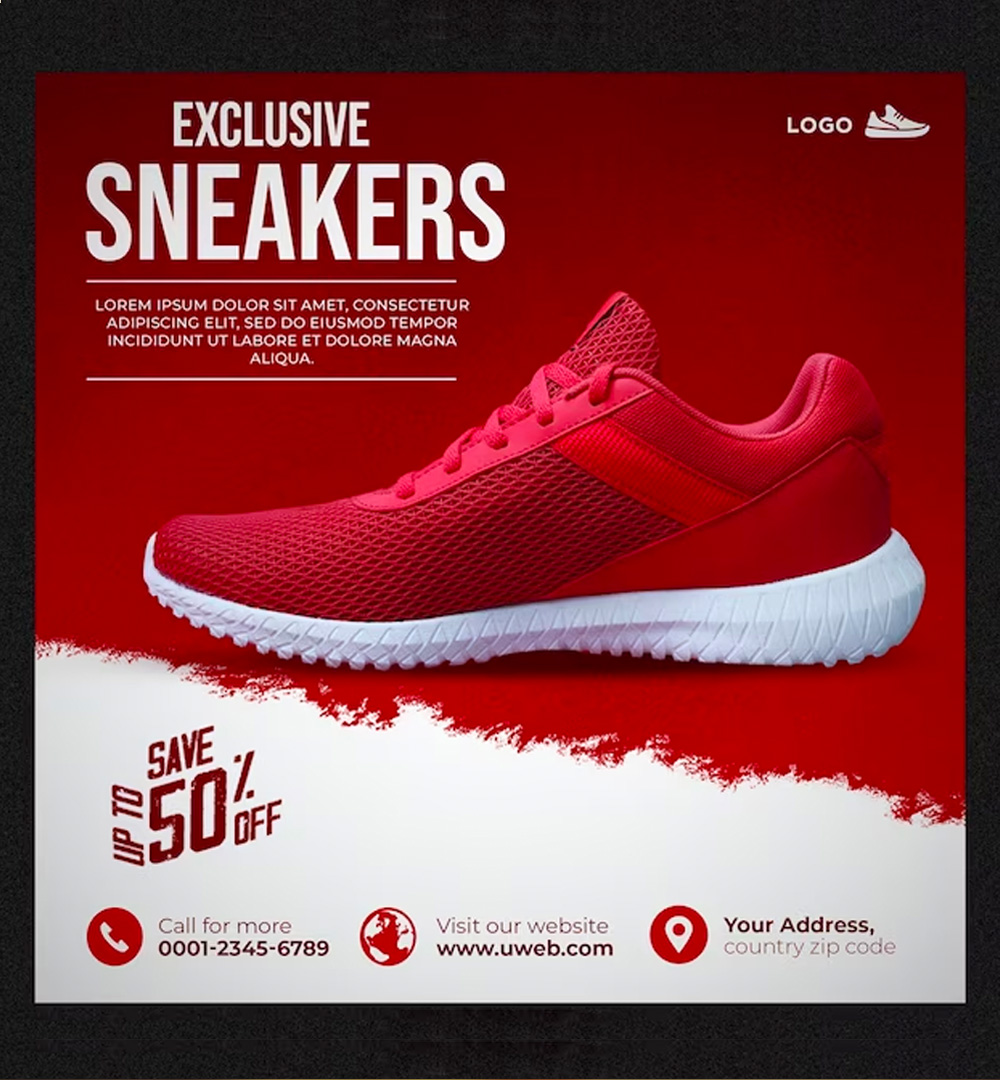 EXCLUSIVE
SNEAKERS
LOGO
LOREM IPSUM DOLOR SIT AMET, CONSECTETUR
ADIPISCING ELIT, SED DO EIUSMOD TEMPOR
INCIDIDUNT UT LABORE ET DOLORE MAGNA
ALIQUA.
SAVE
UP TO 50% OFF
Call for more
0001-2345-6789
Visit our website
www.uweb.com
Your Address,
country zip code